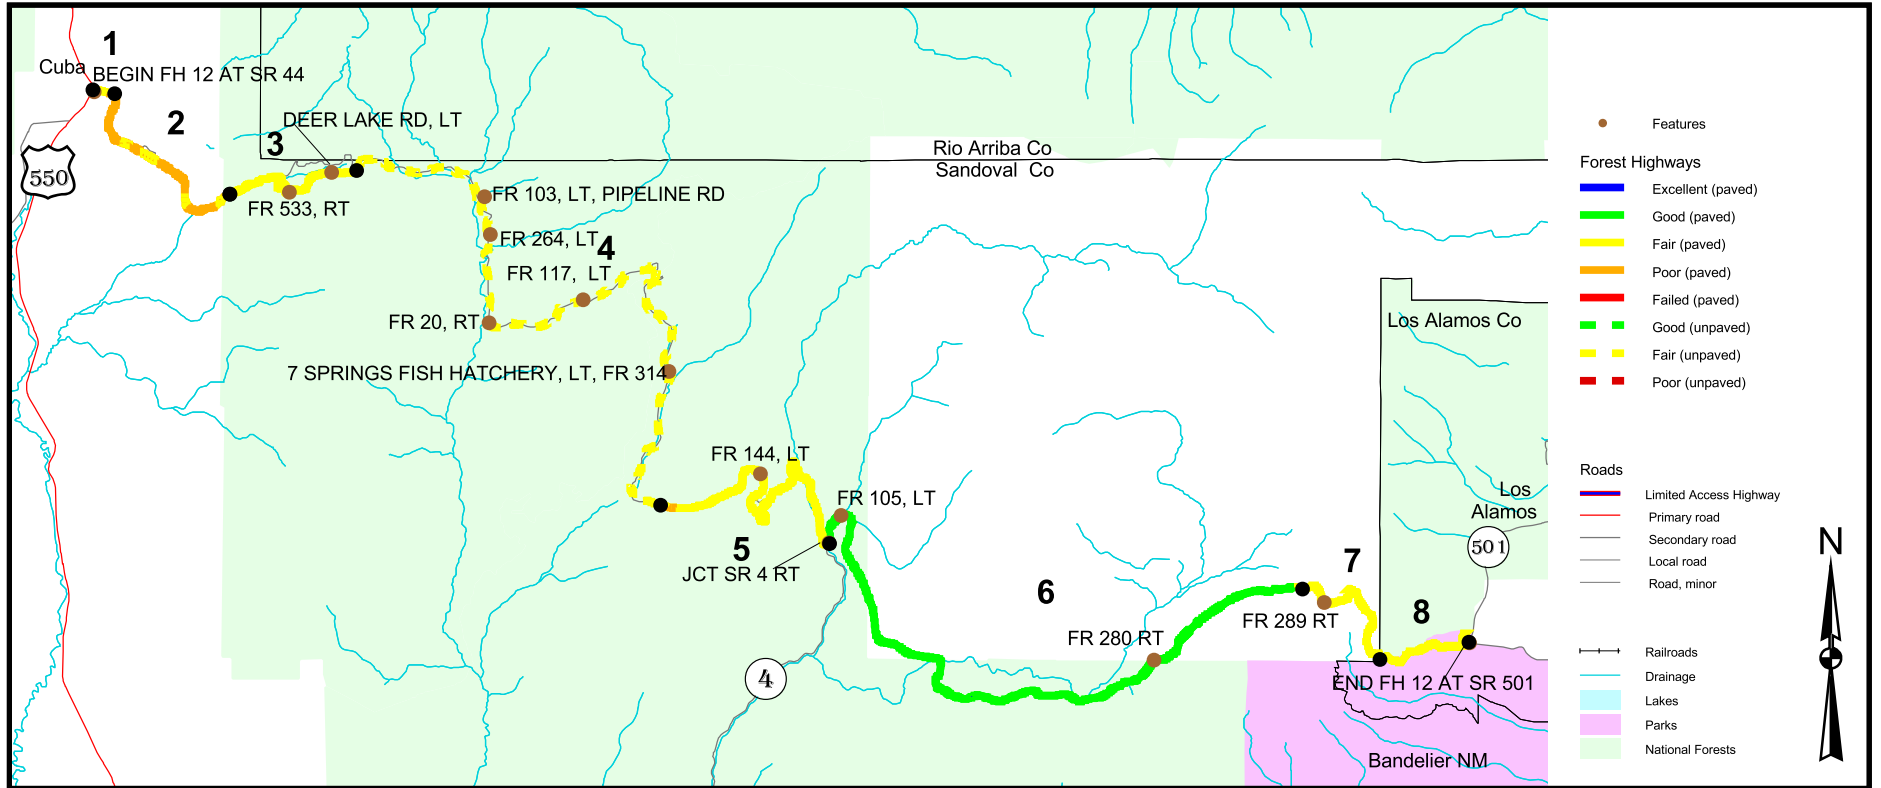 1
Cuba
BEGIN FH 12 AT SR 44
2
DEER LAKE RD, LT
3
550
FR 533, RT
Rio Arriba Co
Sandoval Co
FR 103, LT, PIPELINE RD
FR 264, LT
4
FR 117, LT
FR 20, RT
7 SPRINGS FISH HATCHERY, LT, FR 314
Los Alamos Co
FR 144, LT
FR 105, LT
Los
Alamos
501
5
JCT SR 4 RT
6
7
8
FR 289 RT
FR 280 RT
4
END FH 12 AT SR 501
Bandelier NM
Features
Forest Highways
Excellent (paved)
Good (paved)
Fair (paved)
Poor (paved)
Failed (paved)
Good (unpaved)
Fair (unpaved)
Poor (unpaved)
Roads
Limited Access Highway
Primary road
Secondary road
Local road
Road, minor
Railroads
Drainage
Lakes
Parks
National Forests
N